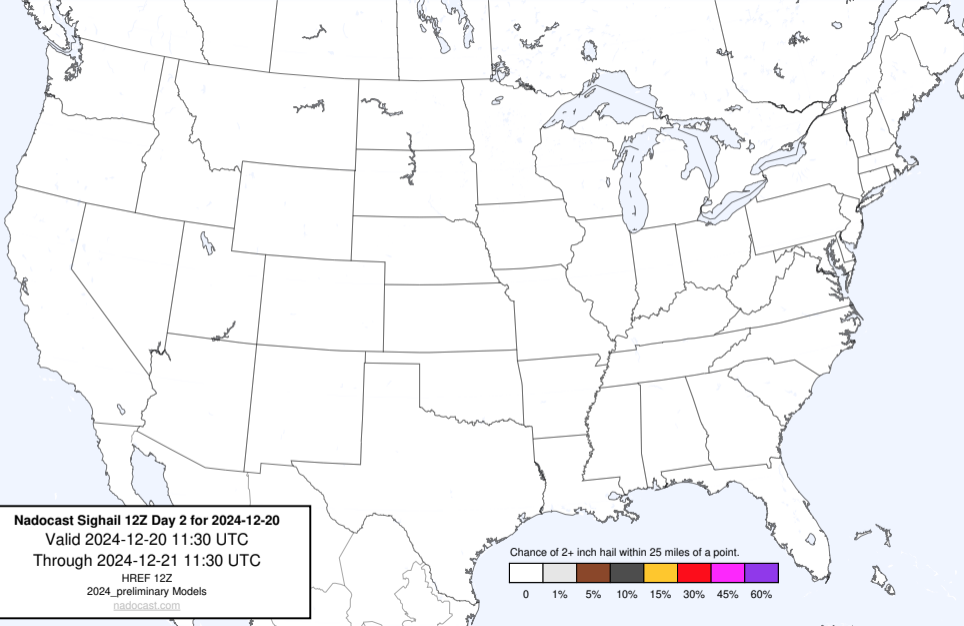 Nadocast Sighail 12Z Day 2 for 2024-12-20
Valid 2024-12-20 11:30 UTC
Through 2024-12-21 11:30 UTC
HREF 12Z
2024_preliminary Models
nadocast.com
Chance of 2+ inch hail within 25 miles of a point.
0 1% 5% 10% 15% 30% 45% 60%